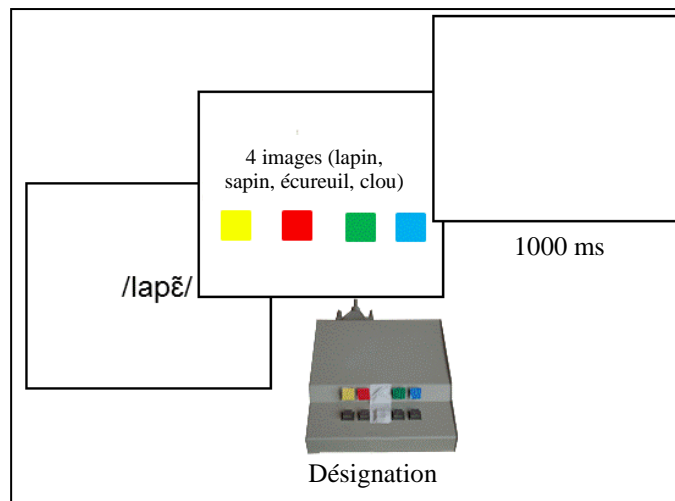 4 images (lapin,
sapin, écureuil, clou)
/lapɛ̃/
1000 ms
Désignation